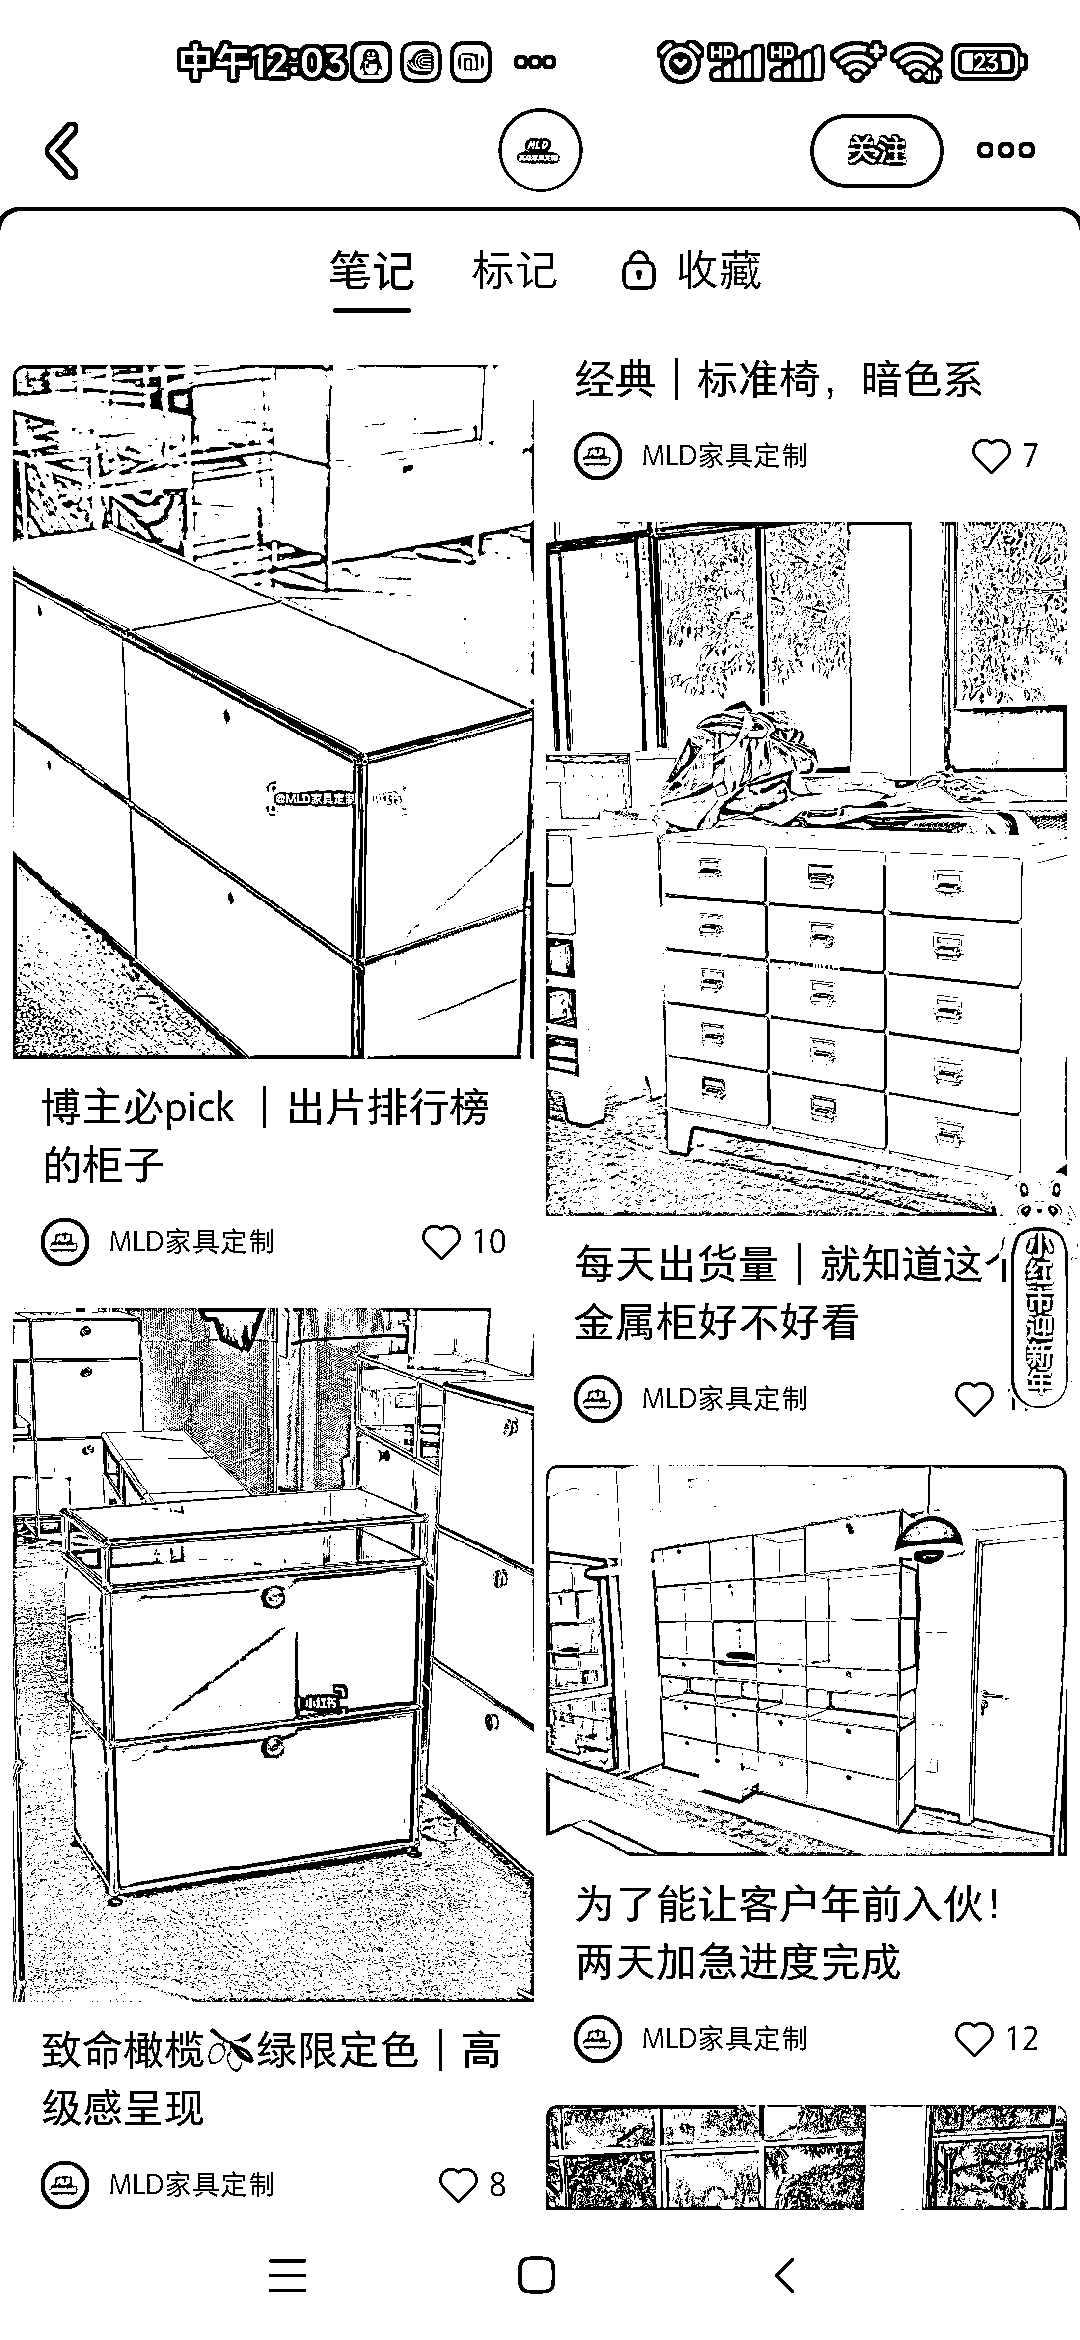 中午12:03
HD
HD
23
MLD
关注
笔记
标记
收藏
经典｜标准椅，暗色系
MLD家具定制
7
@MLD家具定制
博主必pick ｜出片排行榜
的柜子
MLD家具定制
10
每天出货量｜就知道这个
金属柜好不好看
MLD家具定制
小红市迎新年
小红书
致命橄榄绿限定色｜高
级感呈现
MLD家具定制
8
为了能让客户年前入伙！
两天加急进度完成
MLD家具定制
12